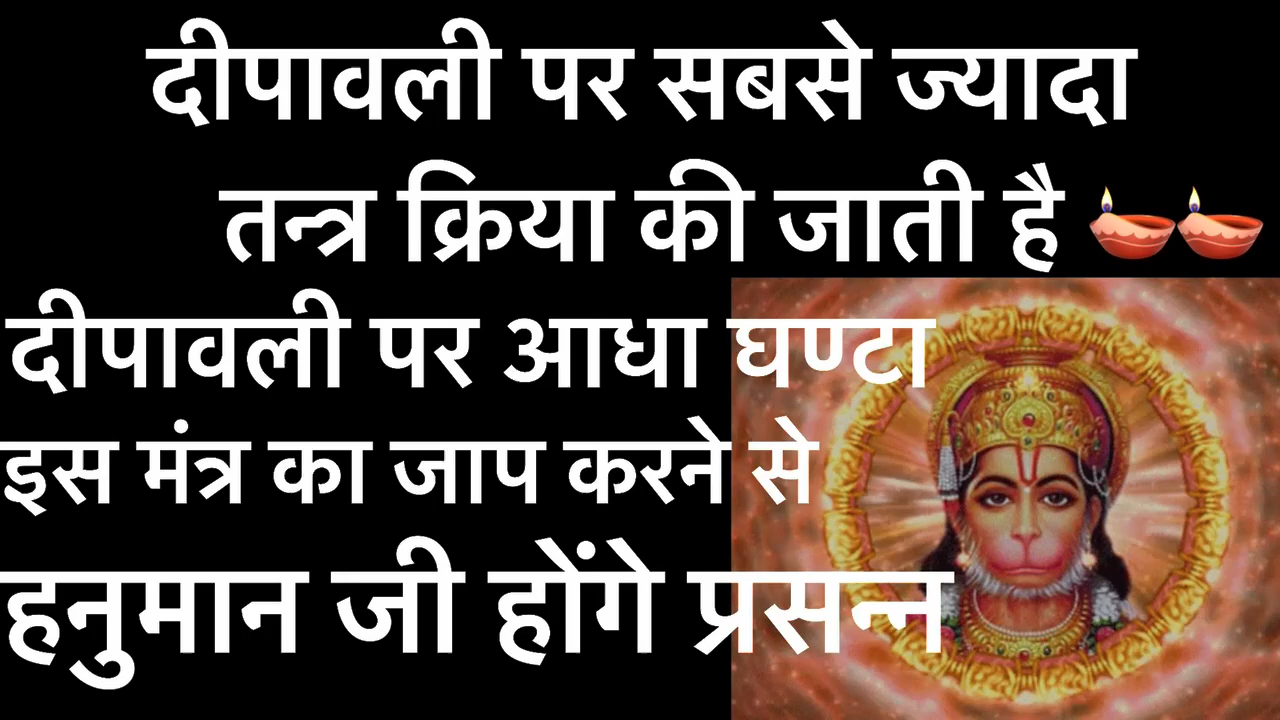 दीपावली पर सबसे ज्यादा
तन्त्र क्रिया की जाती है 🪔🪔
दीपावली पर आधा घण्टा
इस मंत्र का जाप करने से
हनुमान जी होंगे प्रसन्न